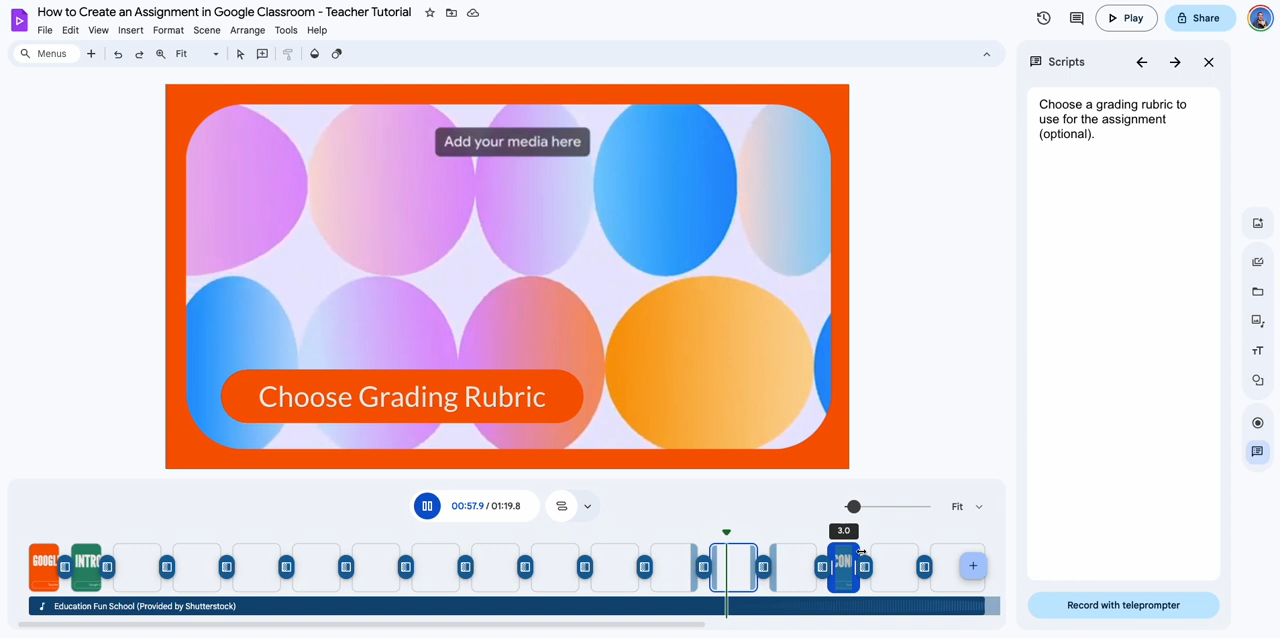 How to Create an Assignment in Google Classroom - Teacher Tutorial
File Edit View Insert Format Scene Arrange Tools Help
Play
Share
Menus
Fit
Scripts
Choose a grading rubric to
use for the assignment
(optional).
Add your media here
Choose Grading Rubric
00:57.9 / 01:19.8
Fit
3.0
GOOGL
INTRO
CONC
Education Fun School (Provided by Shutterstock)
Record with teleprompter